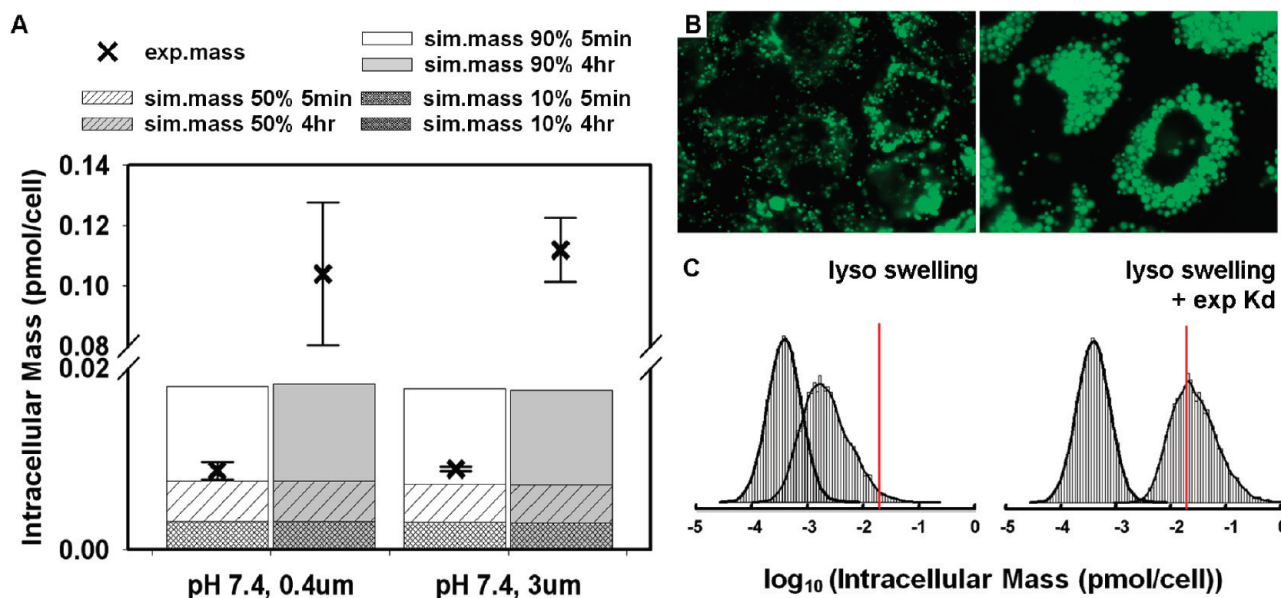 A
exp.mass
sim.mass 90% 5min
sim.mass 90% 4hr
sim.mass 50% 5min
sim.mass 10% 5min
sim.mass 50% 4hr
sim.mass 10% 4hr
Intracellular Mass (pmol/cell)
0.14
0.12
0.10
0.08
0.02
0.00
pH 7.4, 0.4um
pH 7.4, 3um
B
C
lyso swelling
lyso swelling
+ exp Kd
-5 -4 -3 -2 -1 0
-5 -4 -3 -2 -1 0
log10 (Intracellular Mass (pmol/cell))